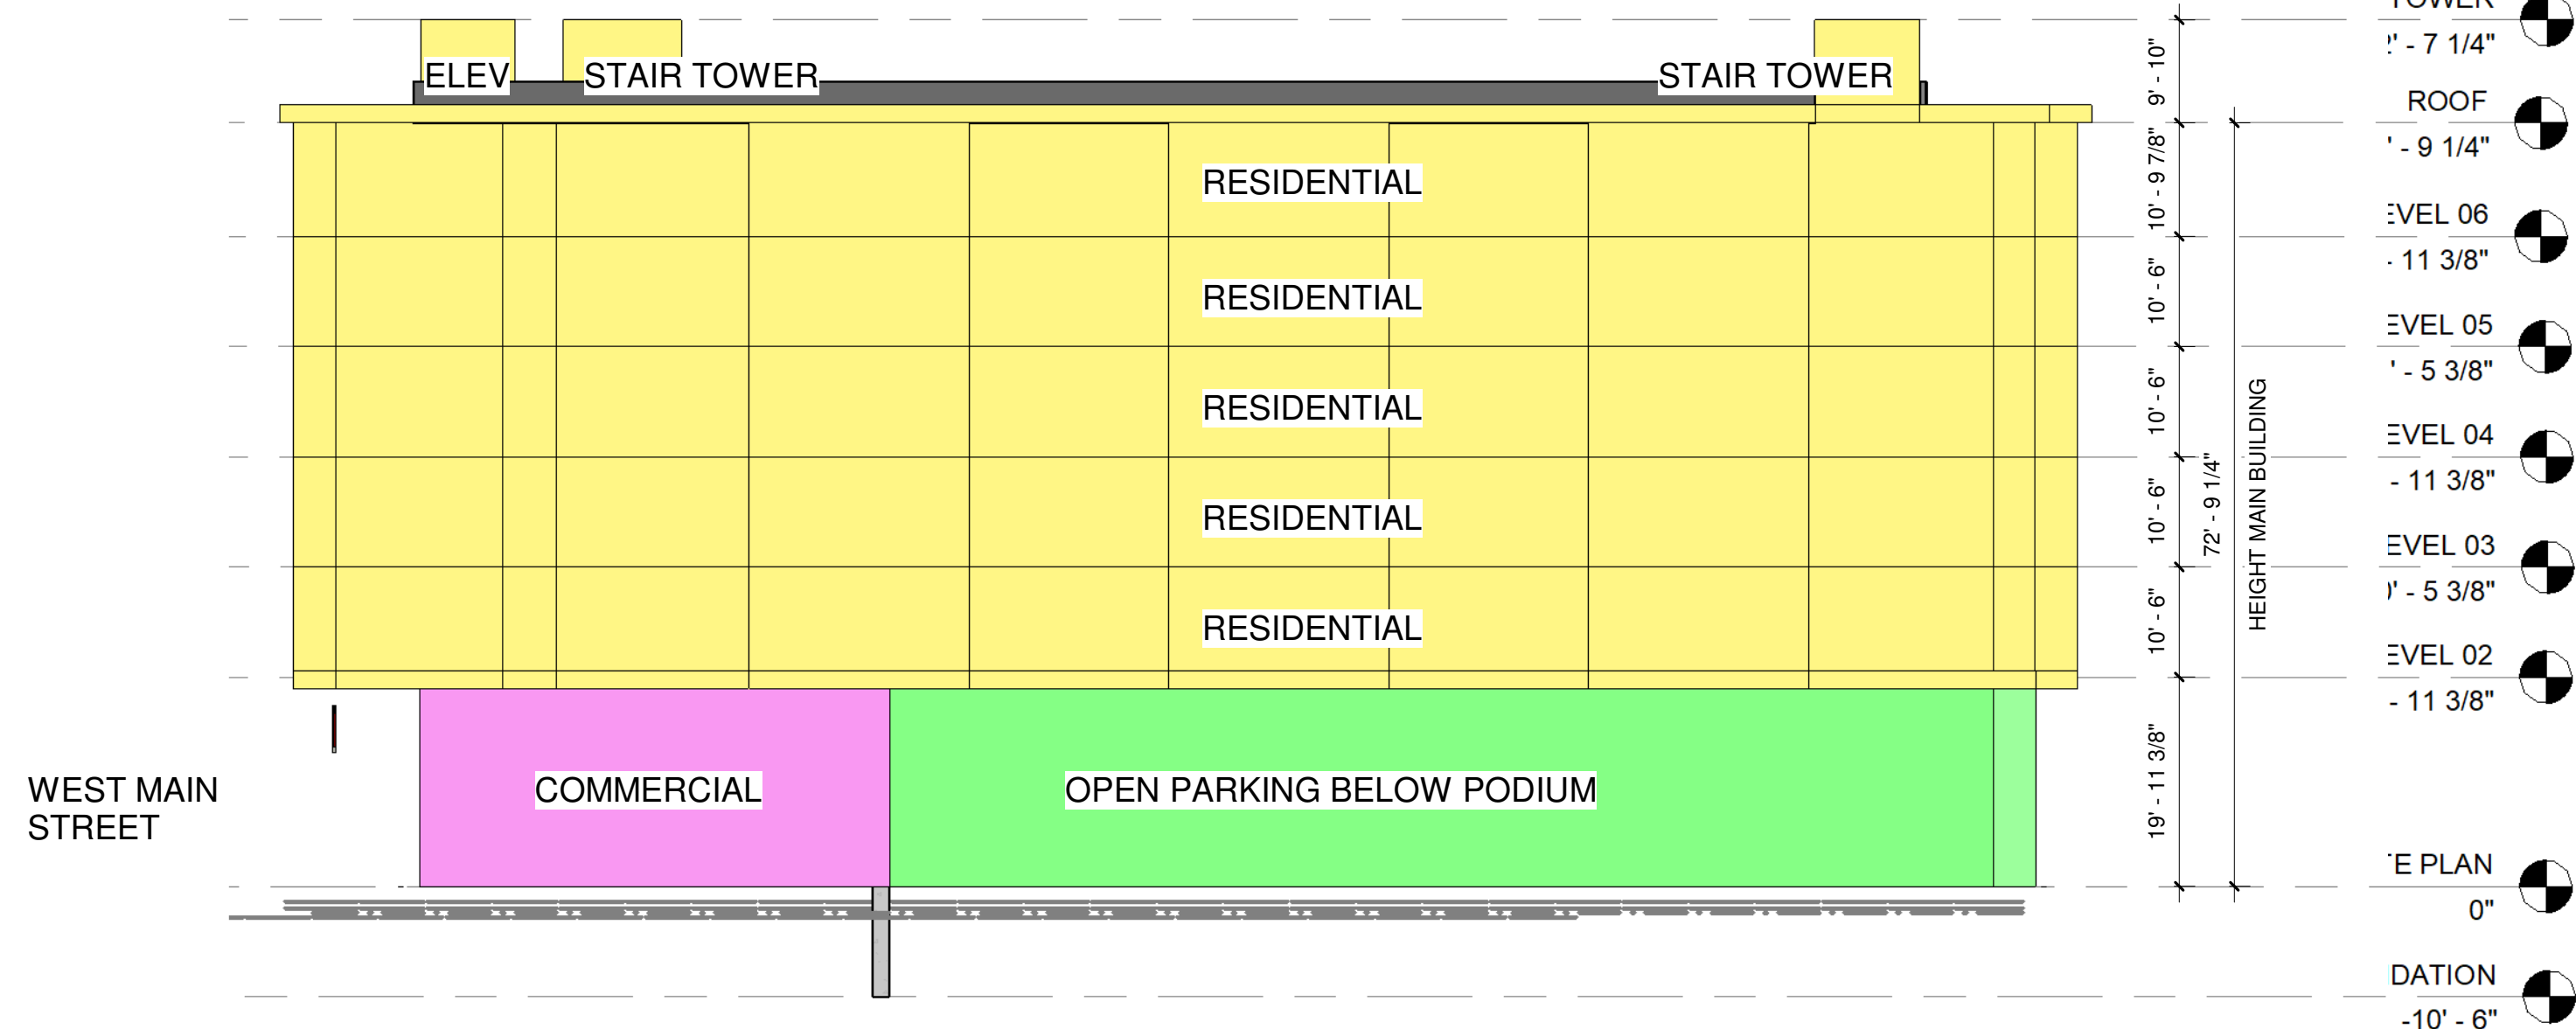 ELEV
STAIR TOWER
STAIR TOWER
RESIDENTIAL
RESIDENTIAL
RESIDENTIAL
RESIDENTIAL
RESIDENTIAL
COMMERCIAL
OPEN PARKING BELOW PODIUM
WEST MAIN
STREET
9' - 10"
10' - 9 7/8"
10' - 6"
10' - 6"
10' - 6"
10' - 6"
19' - 11 3/8"
72' - 9 1/4"
HEIGHT MAIN BUILDING
TOWER
' - 7 1/4"
ROOF
' - 9 1/4"
EVEL 06
- 11 3/8"
EVEL 05
' - 5 3/8"
EVEL 04
- 11 3/8"
EVEL 03
' - 5 3/8"
EVEL 02
- 11 3/8"
E PLAN
0"
DATION
-10' - 6"